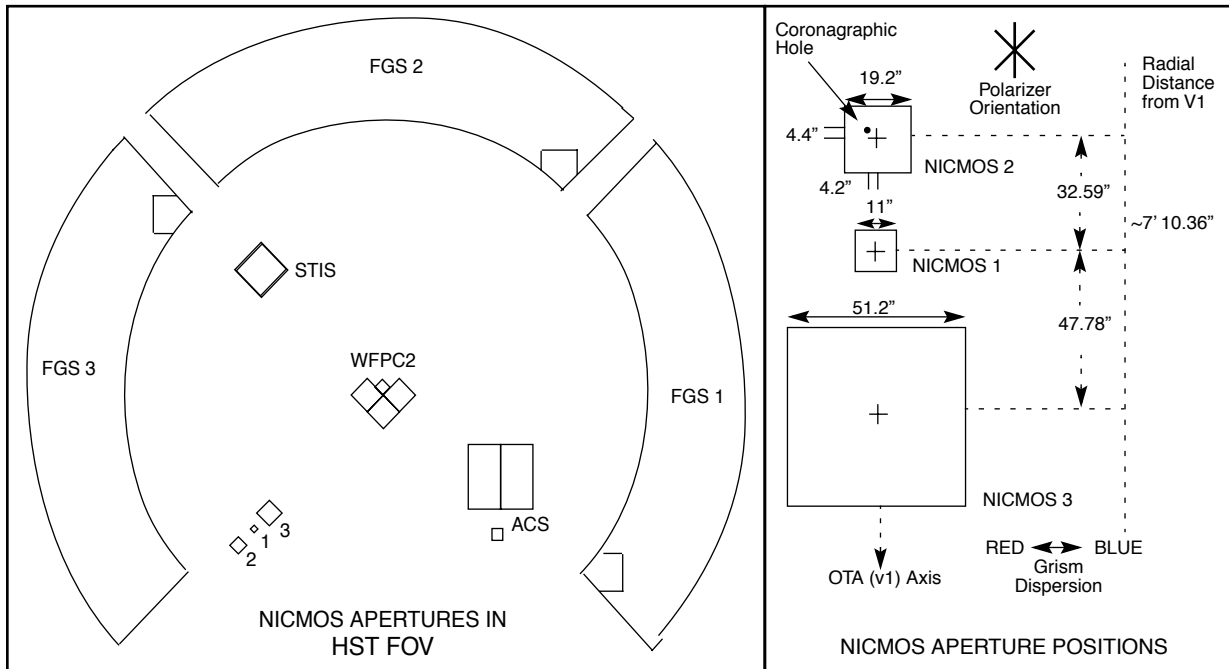 FGS 2
FGS 3
FGS 1
STIS
WFPC2
ACS
3
1
2
NICMOS APERTURES IN
HST FOV
Coronagraphic
Hole
19.2”
4.4”
4.2”
NICMOS 2
Polarizer
Orientation
Radial
Distance
from V1
32.59”
11”
NICMOS 1
~7’ 10.36”
47.78”
51.2”
NICMOS 3
OTA (v1) Axis
RED
BLUE
Grism
Dispersion
NICMOS APERTURE POSITIONS